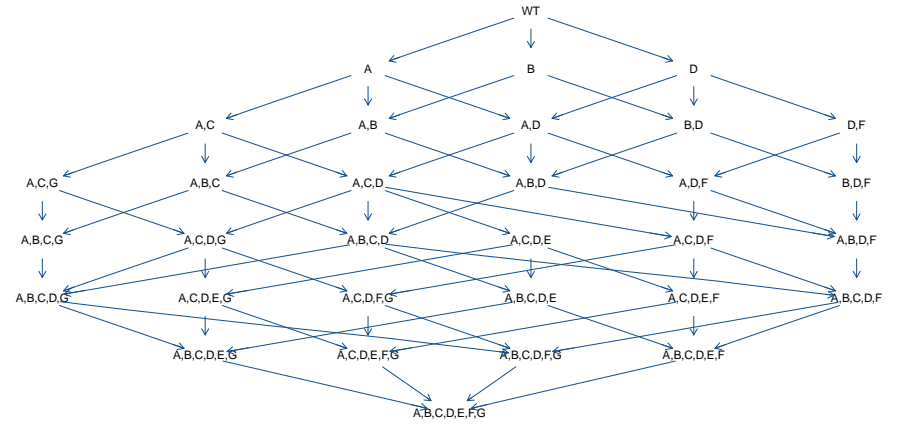 WT
A B D
A,C A,B A,D B,D D,F
A,C,G A,B,C A,C,D A,B,D A,D,F B,D,F
A,B,C,G A,C,D,G A,B,C,D A,C,D,E A,C,D,F A,B,D,F
A,B,C,D,G A,C,D,E,G A,C,D,F,G A,B,C,D,E A,C,D,E,F A,B,C,D,F
A,B,C,D,E,G A,C,D,E,F,G A,B,C,D,F,G A,B,C,D,E,F
A,B,C,D,E,F,G